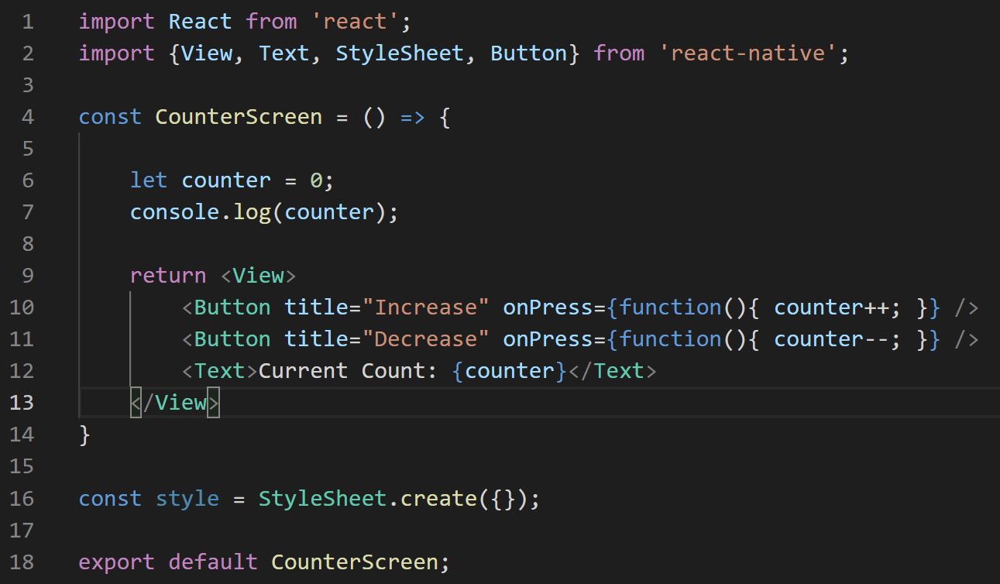 1 import React from 'react';
2 import {View, Text, StyleSheet, Button} from 'react-native';
3
4 const CounterScreen = () => {
5
6 let counter = 0;
7 console.log(counter);
8
9 return <View>
10 <Button title="Increase" onPress={function(){ counter++; }} />
11 <Button title="Decrease" onPress={function(){ counter--; }} />
12 <Text>Current Count: {counter}</Text>
13 </View>
14 }
15
16 const style = StyleSheet.create({});
17
18 export default CounterScreen;